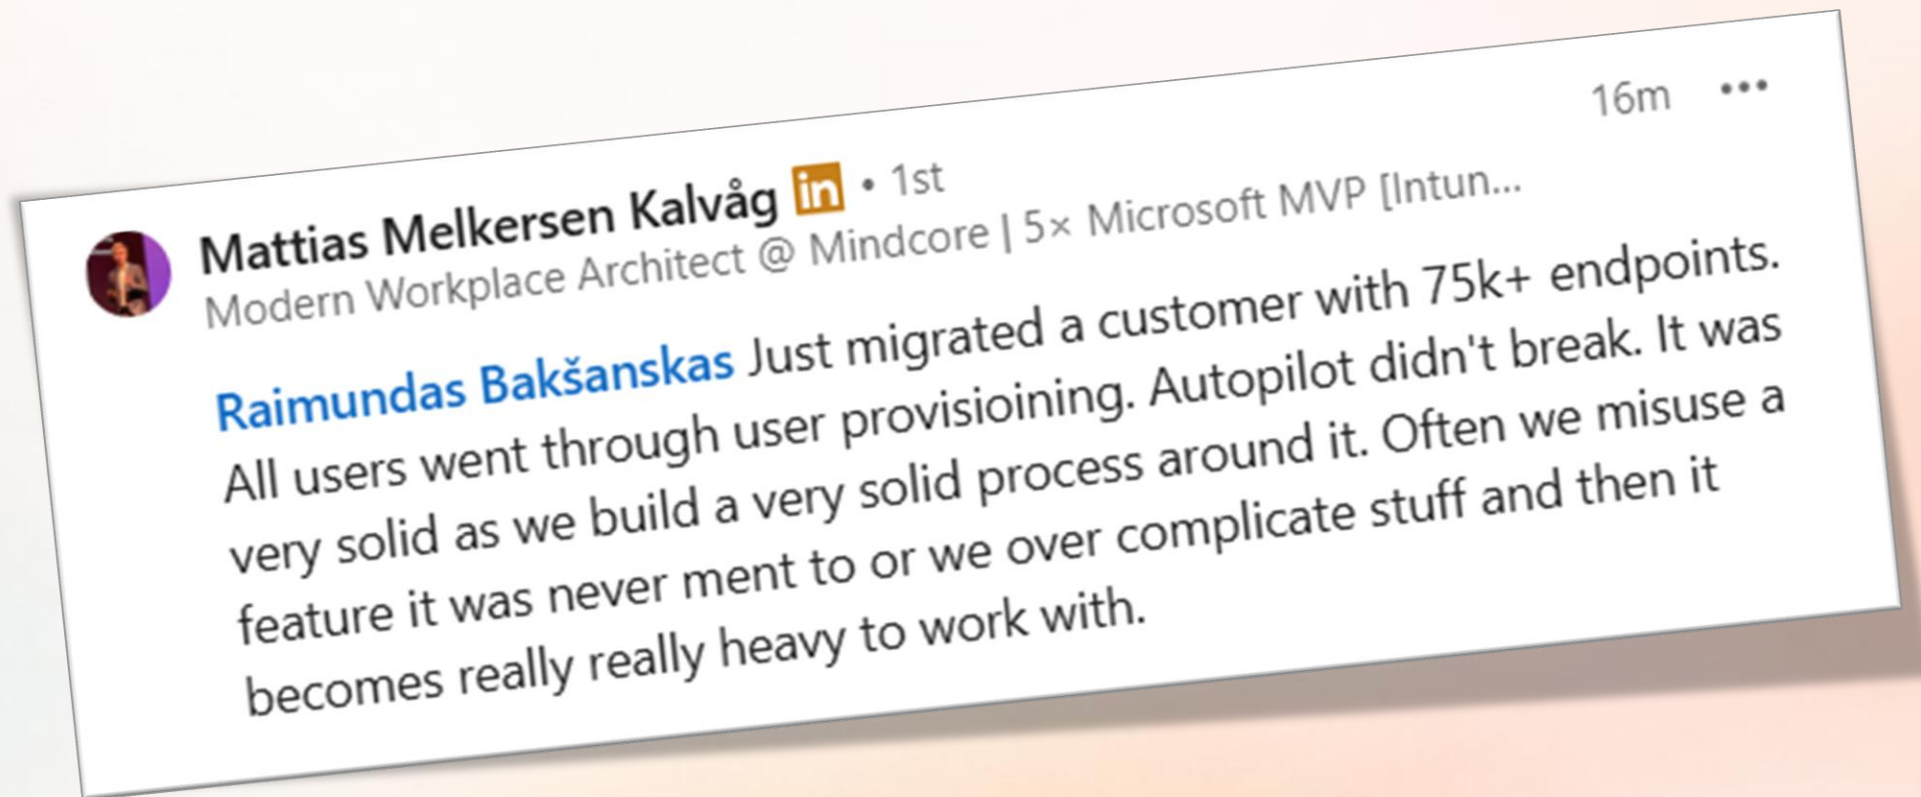 16m •••
Mattias Melkersen Kalvåg in • 1st
Modern Workplace Architect @ Mindcore | 5× Microsoft MVP [Intun...
Raimundas Bakšanskas Just migrated a customer with 75k+ endpoints.
All users went through user provisioining. Autopilot didn't break. It was
very solid as we build a very solid process around it. Often we misuse a
feature it was never ment to or we over complicate stuff and then it
becomes really really heavy to work with.